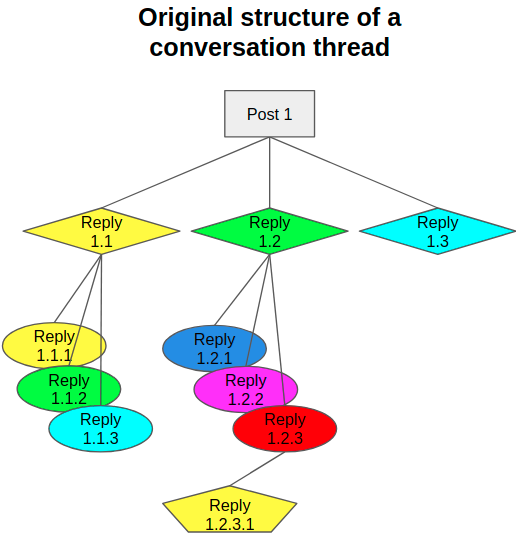 Original structure of a
conversation thread
Post 1
Reply
1.1
Reply
1.2
Reply
1.3
Reply
1.1.1
Reply
1.1.2
Reply
1.1.3
Reply
1.2.1
Reply
1.2.2
Reply
1.2.3
Reply
1.2.3.1